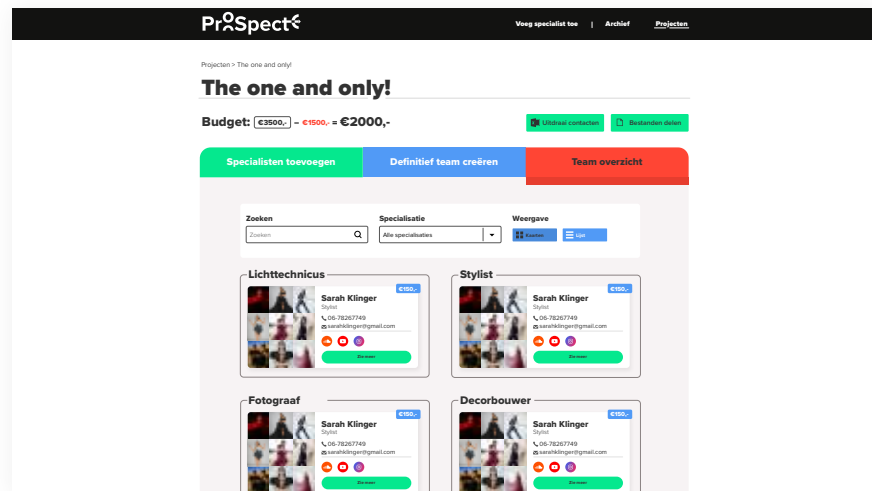 PrOSpect
Voeg specialist toe | Archief Projecten
Projecten > The one and only!
The one and only!
Budget: €3500,- - €1500,- = €2000,-
Uitdraai contacten Bestanden delen
Specialisten toevoegen Definitief team creëren Team overzicht
Zoeken Specialisatie Weergave
Zoeken Alle specialisaties Kaarten Lijst
Lichttechnicus Stylist
€150,- €150,-
Sarah Klinger Sarah Klinger
Stylist Stylist
06-78267749 06-78267749
sarahklinger@gmail.com sarahklinger@gmail.com
Zie meer Zie meer
Fotograaf Decorbouwer
€150,- €150,-
Sarah Klinger Sarah Klinger
Stylist Stylist
06-78267749 06-78267749
sarahklinger@gmail.com sarahklinger@gmail.com
Zie meer Zie meer